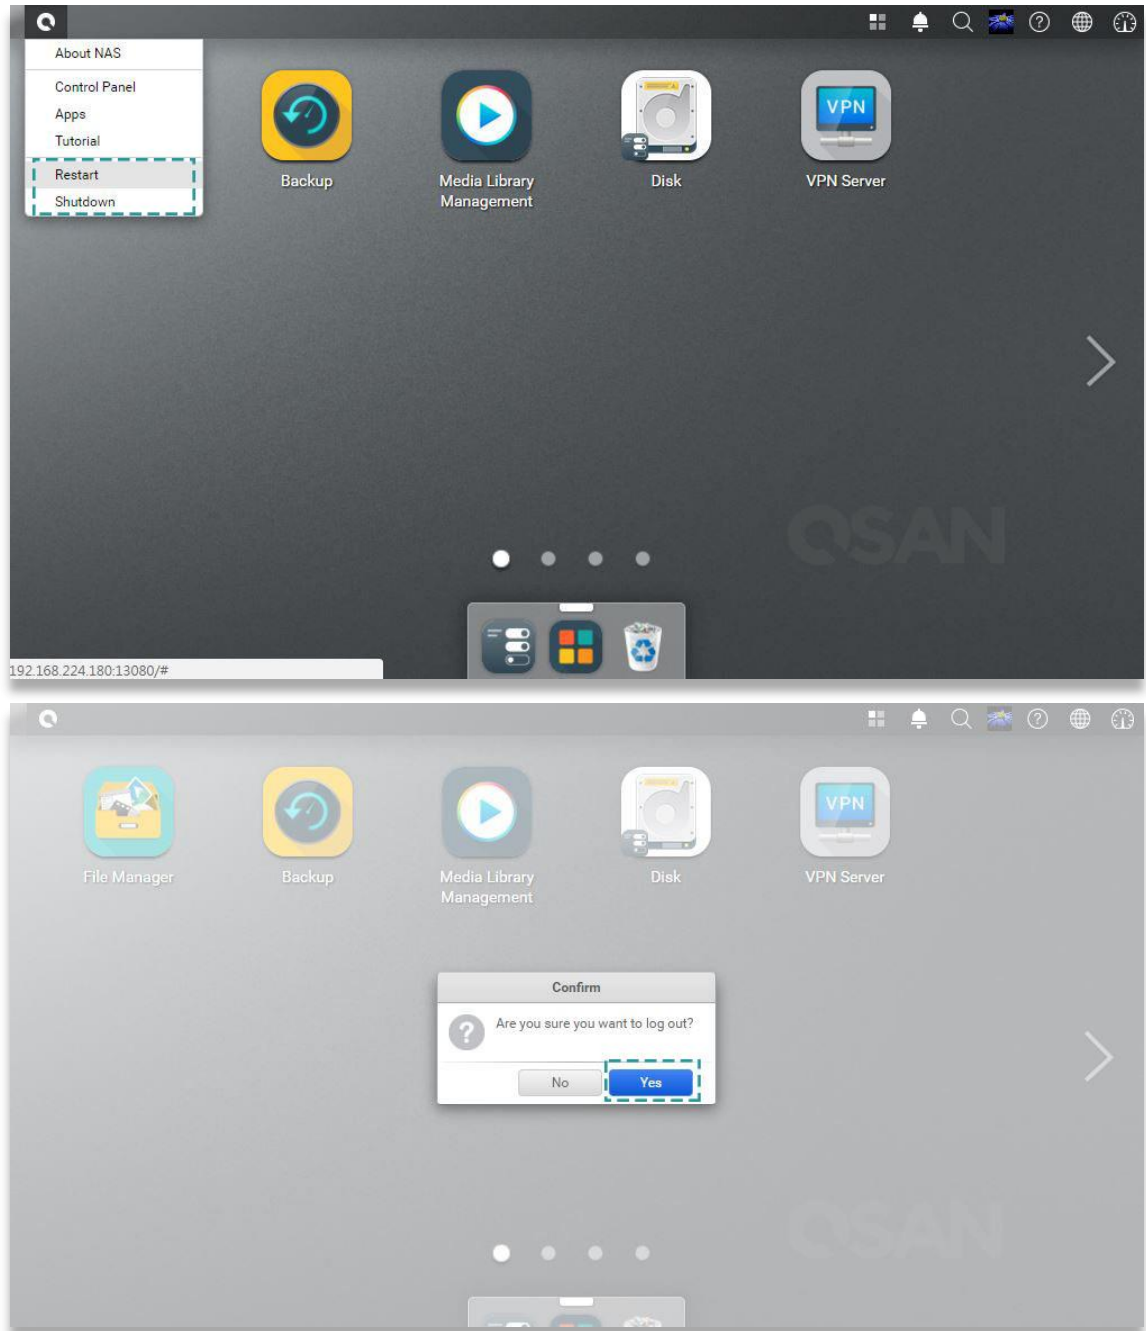 About NAS
Control Panel
Apps
Tutorial
Restart
Shutdown
Backup
Media Library
Management
Disk
VPN
VPN Server
QSAN
192.168.224.180:13080/#
File Manager
Backup
Media Library
Management
Disk
VPN
VPN Server
Confirm
?
Are you sure you want to log out?
No
Yes
QSAN